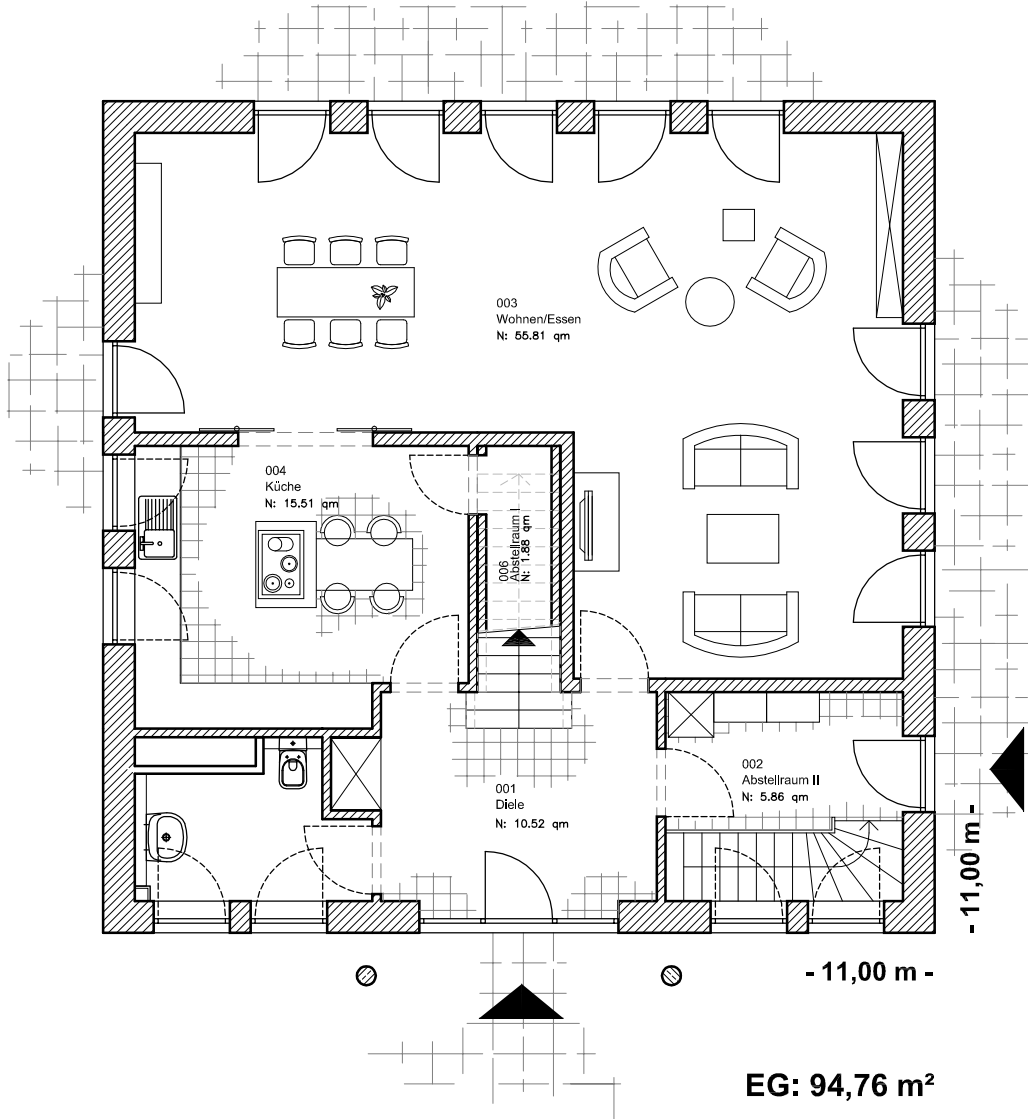 003
Wohnen/Essen
N: 55.81 qm
004
Küche
N: 15.51 qm
006
Abstellraum I
N: 1.88 qm
002
Abstellraum II
N: 5.86 qm
001
Diele
N: 10.52 qm
- 11,00 m -
- 11,00 m -
EG: 94,76 m²